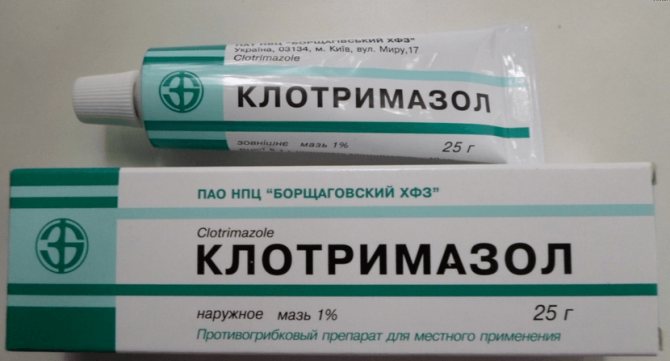 ПАТ НПЦ "БОРЩАГІВСЬКИЙ ХФЗ"
Україна, 03134, м. Київ, вул. Миру,17
Clotrimazole
КЛОТРИМАЗОЛ
зовнішнє мазь 1%
25 г
ПАО НПЦ "БОРЩАГОВСКИЙ ХФЗ"
Clotrimazole
КЛОТРИМАЗОЛ
наружное мазь 1%
25 г
Противогрибковый препарат для местного применения